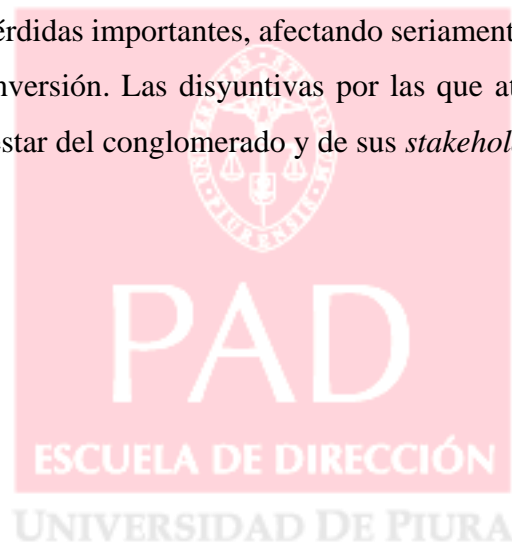 érdidas importantes, afectando seriament
nversión. Las disyuntivas por las que at
estar del conglomerado y de sus stakehol
PAD
ESCUELA DE DIRECCIÓN
UNIVERSIDAD DE PIURA